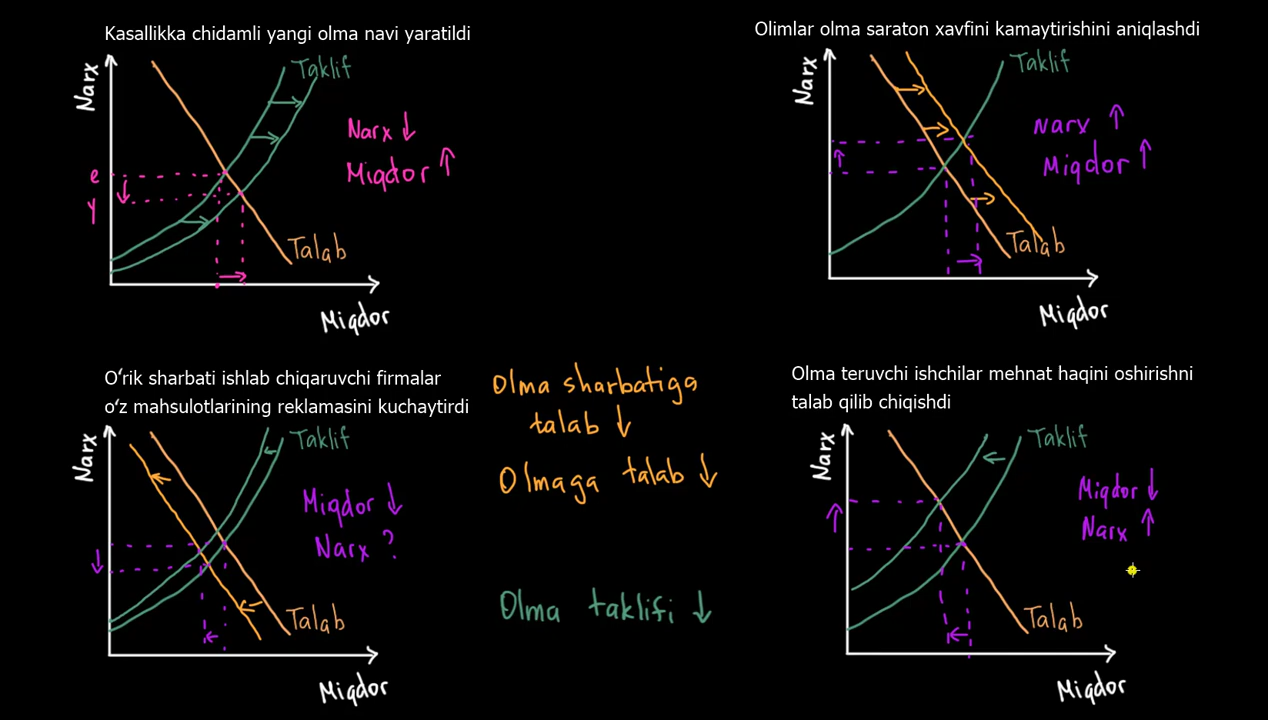 Kasallikka chidamli yangi olma navi yaratildi
Narx
Taklif
Narx ↓
Miqdor ↑
e
y
Talab
Miqdor
Olimlar olma saraton xavfini kamaytirishini aniqlashdi
Narx
Taklif
Narx ↑
Miqdor ↑
Talab
Miqdor
Oʻrik sharbati ishlab chiqaruvchi firmalar
oʻz mahsulotlarining reklamasini kuchaytirdi
Narx
Taklif
Miqdor ↓
Narx ?
Talab
Miqdor
Olma sharbatiga
talab ↓
Olmaga talab ↓
Olma taklifi ↓
Olma teruvchi ishchilar mehnat haqini oshirishni
talab qilib chiqishdi
Narx
Taklif
Miqdor ↓
Narx ↑
Talab
Miqdor